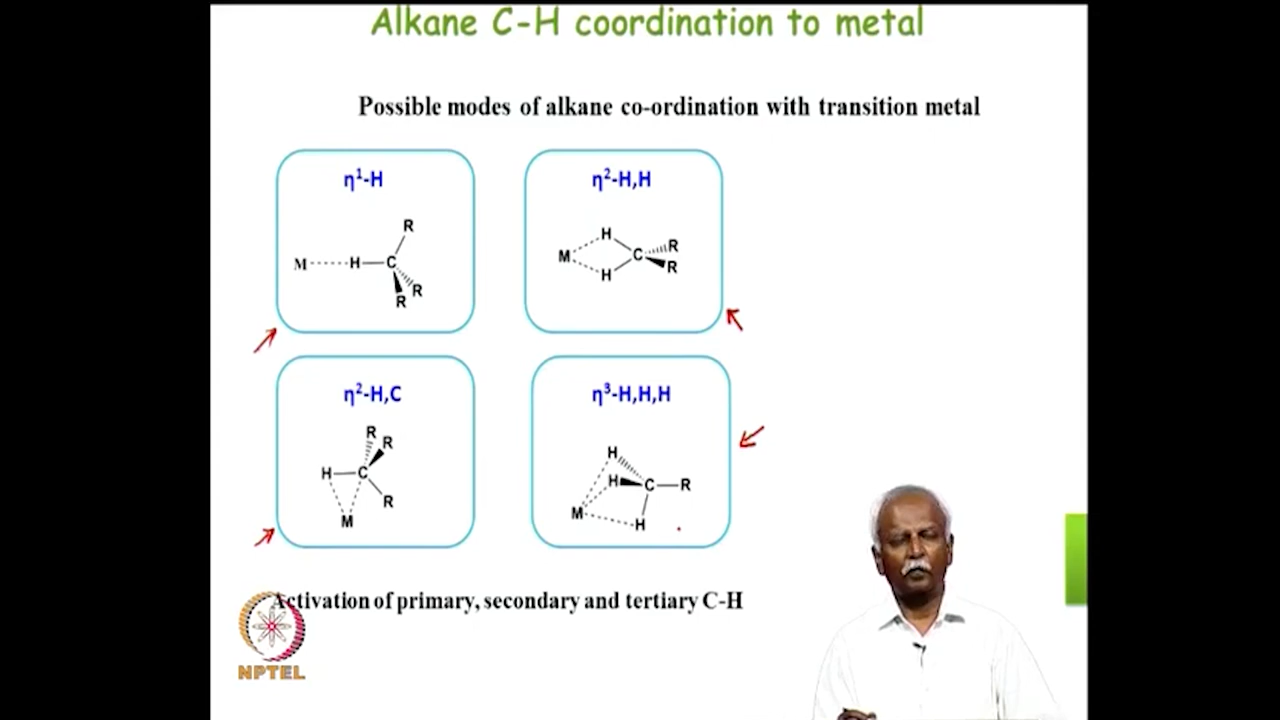 Alkane C-H coordination to metal
Possible modes of alkane co-ordination with transition metal
η¹-H
η²-H,H
R
M
H
C
R
R
M
H
H
C
R
R
η²-H,C
η³-H,H,H
R
R
H
C
R
M
H
H
C
R
M
H
Activation of primary, secondary and tertiary C-H
NPTEL